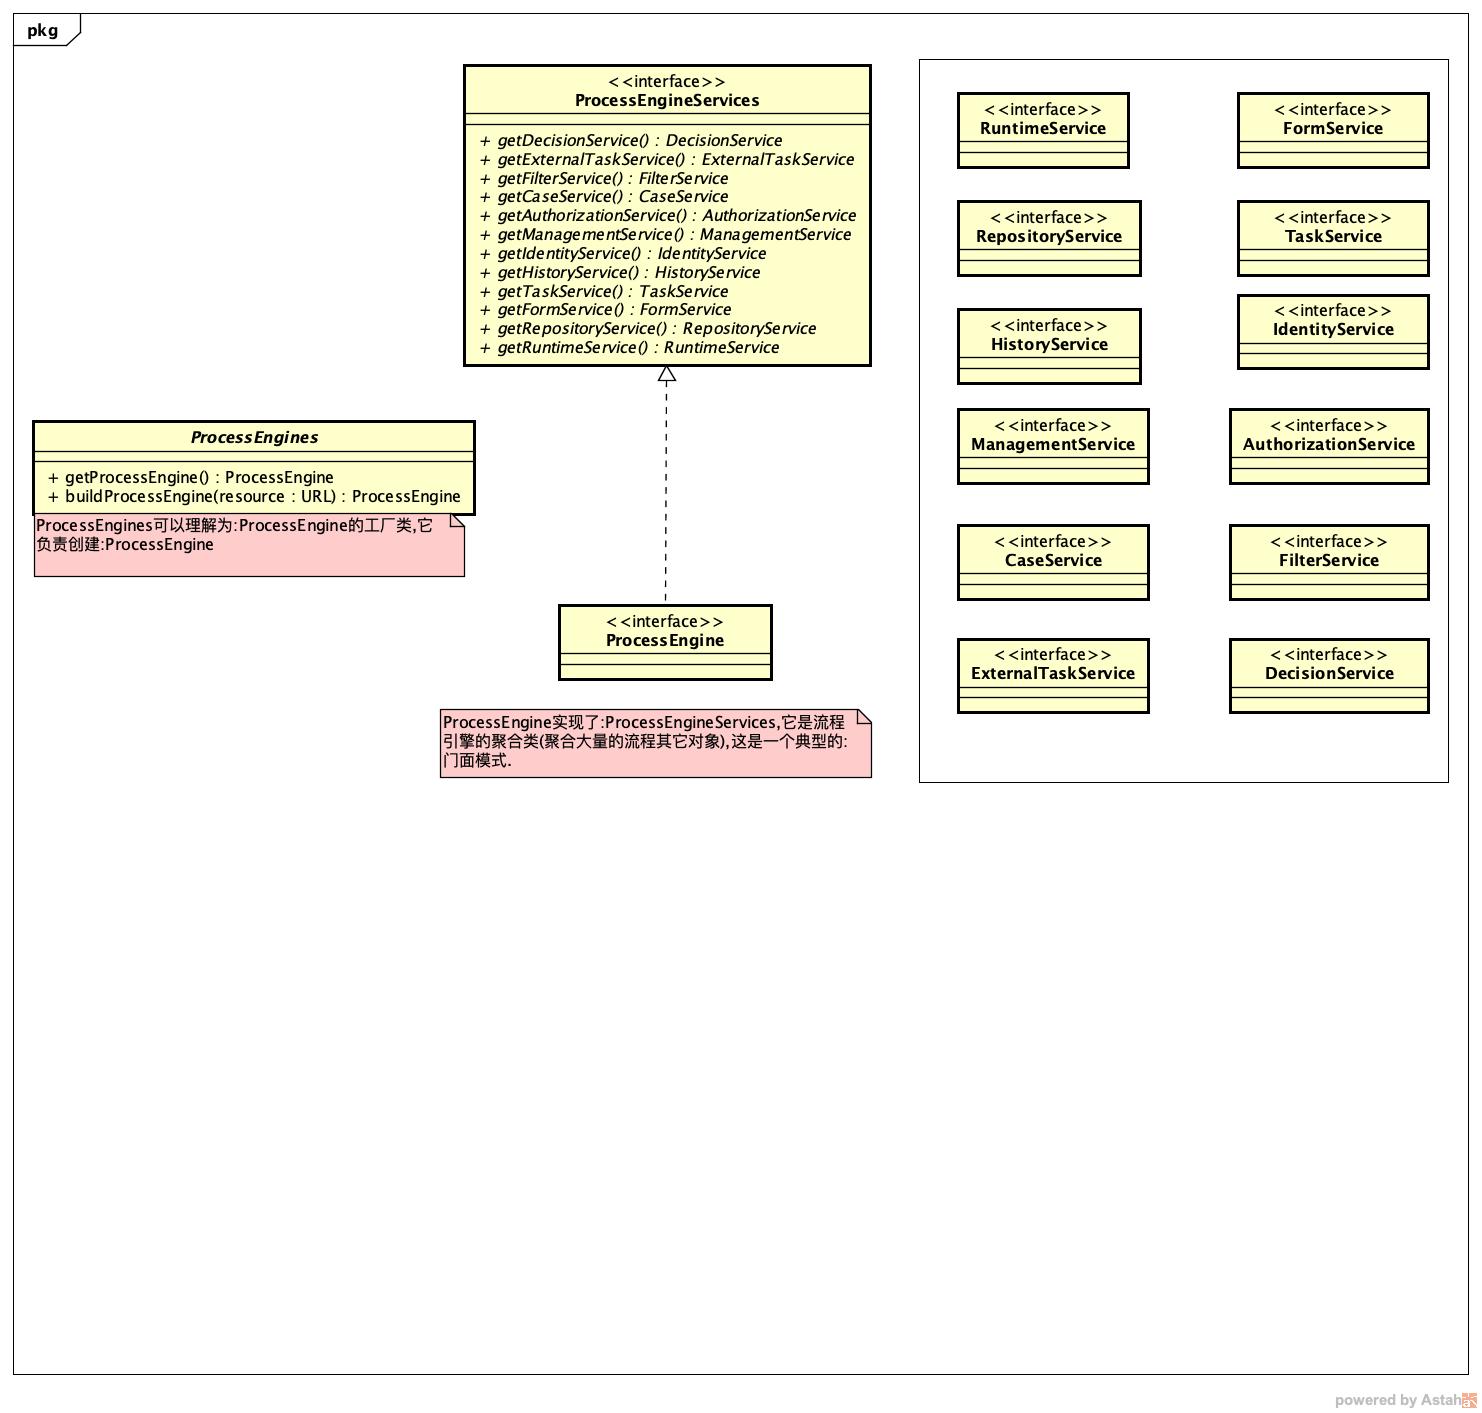 pkg
<<interface>>
ProcessEngineServices
+ getDecisionService() : DecisionService
+ getExternalTaskService() : ExternalTaskService
+ getFilterService() : FilterService
+ getCaseService() : CaseService
+ getAuthorizationService() : AuthorizationService
+ getManagementService() : ManagementService
+ getIdentityService() : IdentityService
+ getHistoryService() : HistoryService
+ getTaskService() : TaskService
+ getFormService() : FormService
+ getRepositoryService() : RepositoryService
+ getRuntimeService() : RuntimeService
ProcessEngines
+ getProcessEngine() : ProcessEngine
+ buildProcessEngine(resource : URL) : ProcessEngine
ProcessEngines可以理解为:ProcessEngine的工厂类,它
负责创建:ProcessEngine
<<interface>>
ProcessEngine
ProcessEngine实现了:ProcessEngineServices,它是流程
引擎的聚合类(聚合大量的流程其它对象),这是一个典型的:
门面模式.
<<interface>>
RuntimeService
<<interface>>
FormService
<<interface>>
RepositoryService
<<interface>>
TaskService
<<interface>>
HistoryService
<<interface>>
IdentityService
<<interface>>
ManagementService
<<interface>>
AuthorizationService
<<interface>>
CaseService
<<interface>>
FilterService
<<interface>>
ExternalTaskService
<<interface>>
DecisionService
powered by Astah